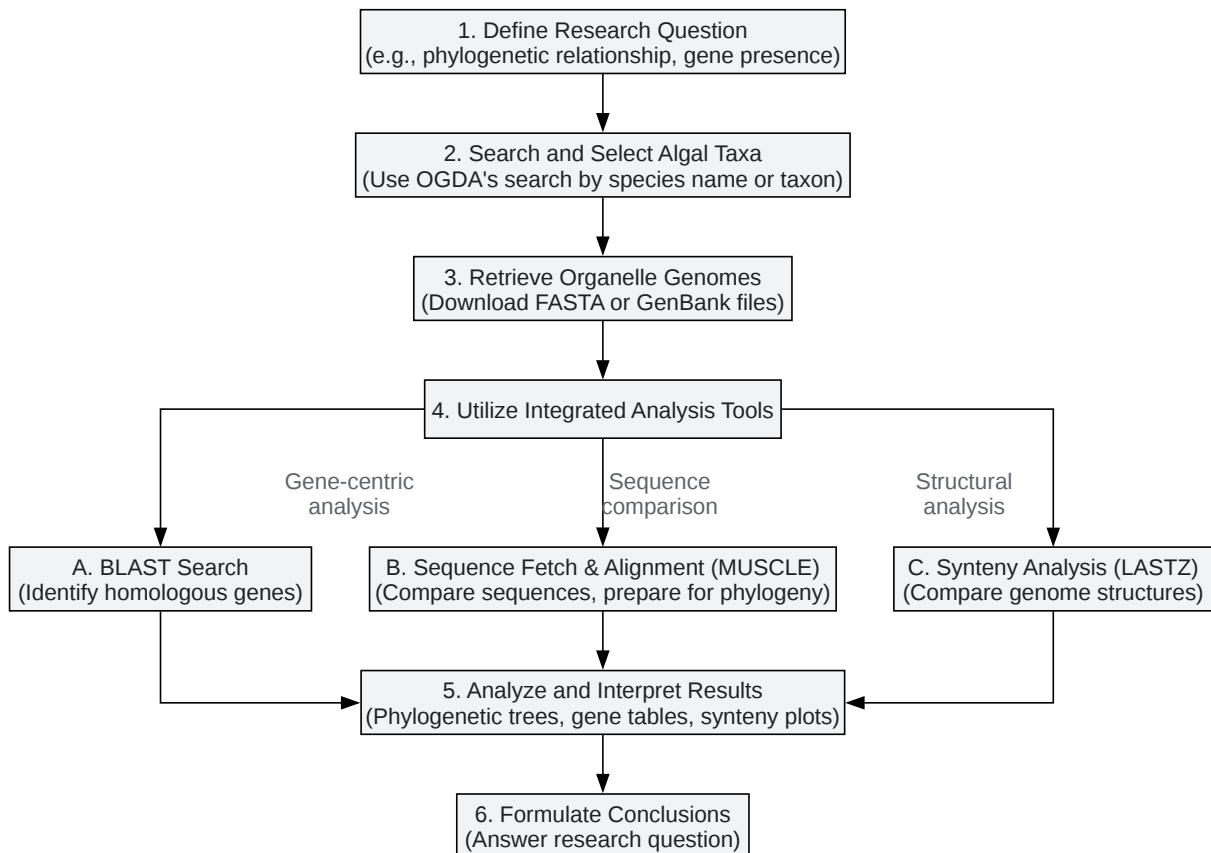 1. Define Research Question
(e.g., phylogenetic relationship, gene presence)
2. Search and Select Algal Taxa
(Use OGDA's search by species name or taxon)
3. Retrieve Organelle Genomes
(Download FASTA or GenBank files)
4. Utilize Integrated Analysis Tools
Gene-centric
analysis
Sequence
comparison
Structural
analysis
A. BLAST Search
(Identify homologous genes)
B. Sequence Fetch & Alignment (MUSCLE)
(Compare sequences, prepare for phylogeny)
C. Synteny Analysis (LASTZ)
(Compare genome structures)
5. Analyze and Interpret Results
(Phylogenetic trees, gene tables, synteny plots)
6. Formulate Conclusions
(Answer research question)